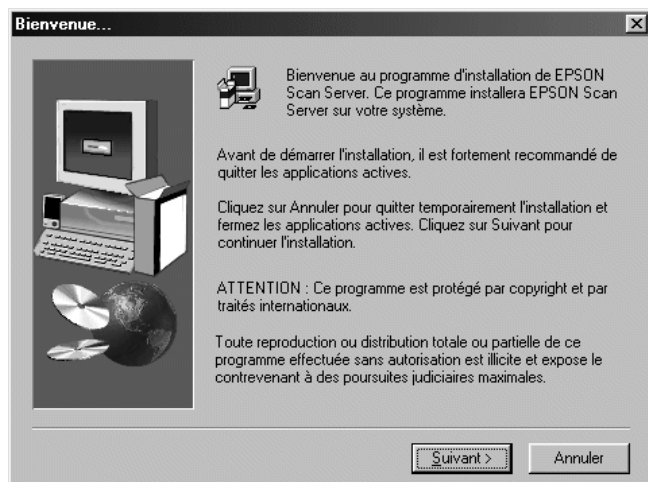 Bienvenue...
Bienvenue au programme d'installation de EPSON
Scan Server. Ce programme installera EPSON Scan
Server sur votre système.
Avant de démarrer l'installation, il est fortement recommandé de
quitter les applications actives.
Cliquez sur Annuler pour quitter temporairement l'installation et
fermez les applications actives. Cliquez sur Suivant pour
continuer l'installation.
ATTENTION : Ce programme est protégé par copyright et par
traités internationaux.
Toute reproduction ou distribution totale ou partielle de ce
programme effectuée sans autorisation est illicite et expose le
contrevenant à des poursuites judiciaires maximales.
Suivant >
Annuler